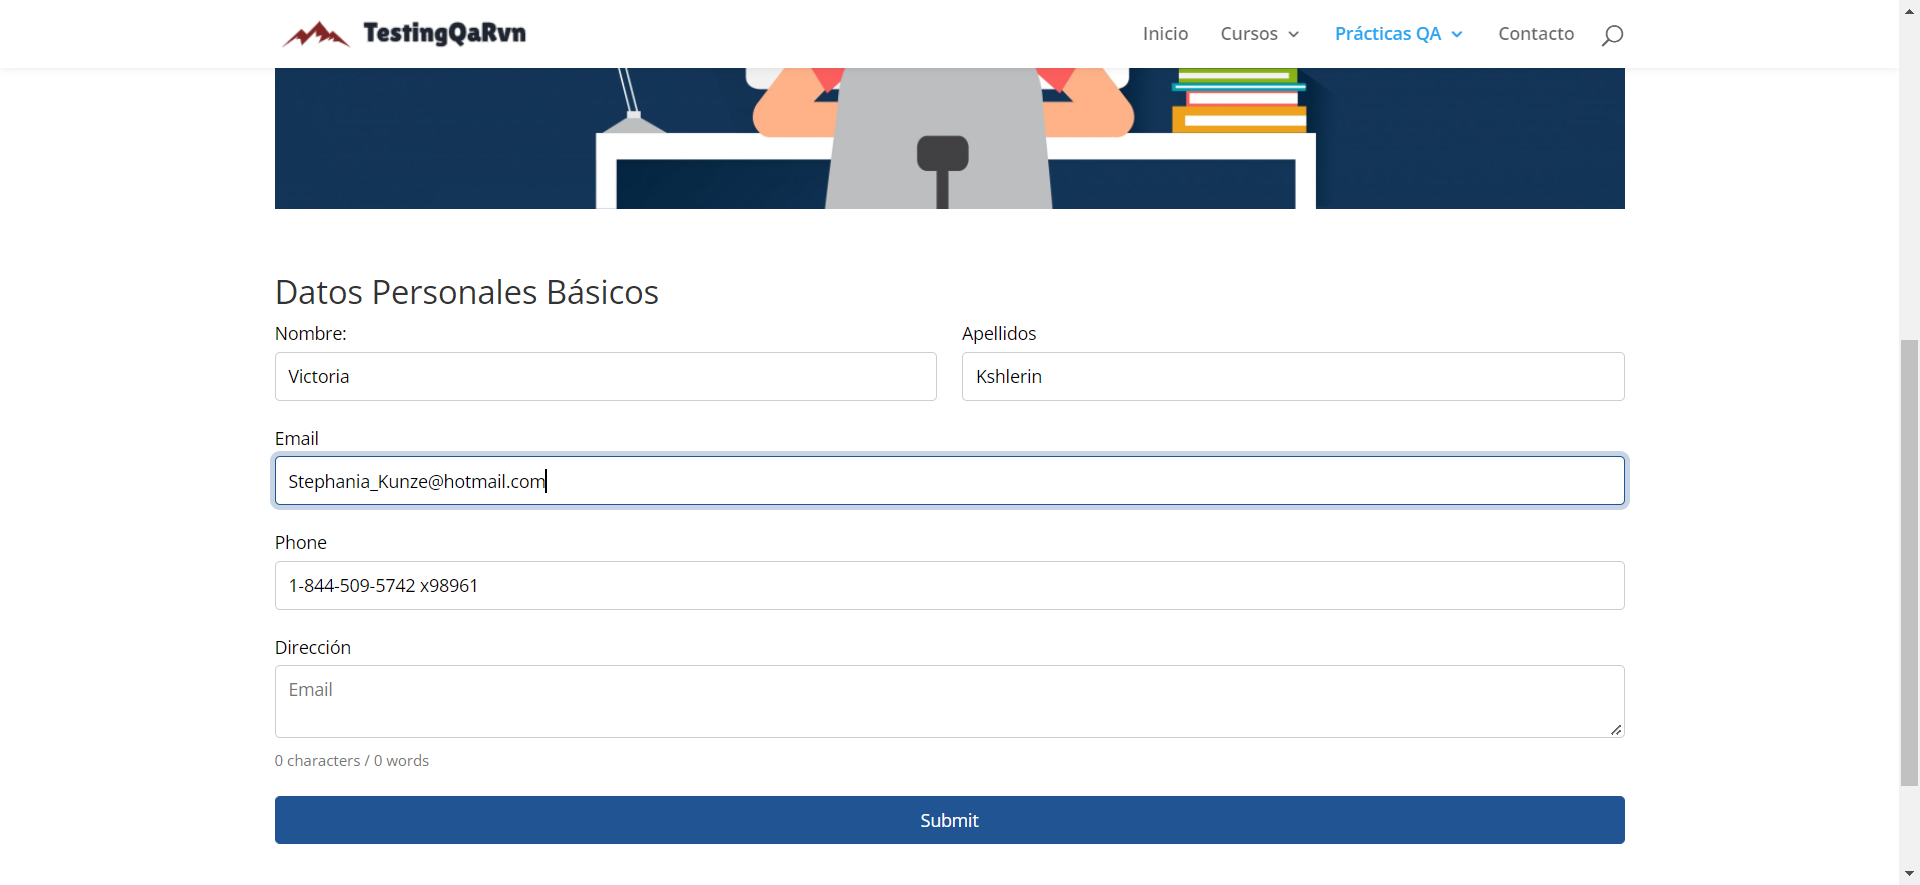 TestingQaRvn
Inicio Cursos Prácticas QA Contacto
Datos Personales Básicos
Nombre: Apellidos
Victoria Kshlerin
Email
Stephania_Kunze@hotmail.com
Phone
1-844-509-5742 x98961
Dirección
Email
0 characters / 0 words
Submit